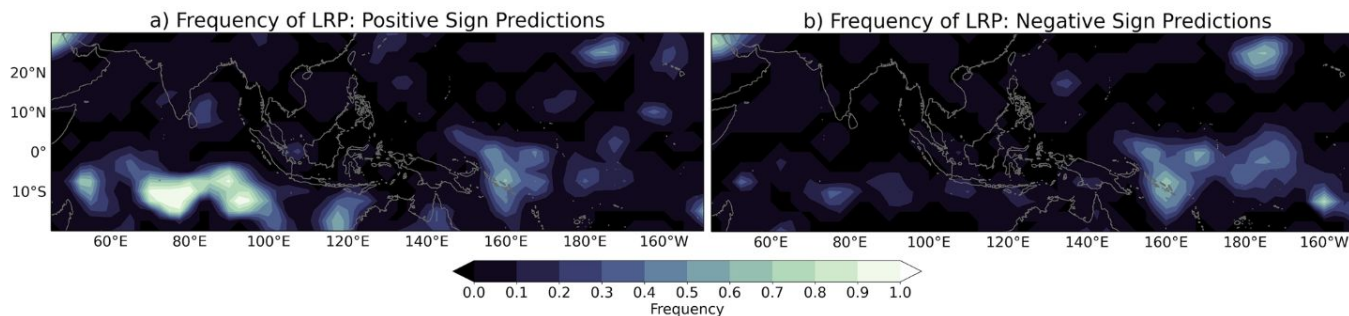 a) Frequency of LRP: Positive Sign Predictions
b) Frequency of LRP: Negative Sign Predictions
20°N
10°N
0°
10°S
60°E 80°E 100°E 120°E 140°E 160°E 180°E 160°W
60°E 80°E 100°E 120°E 140°E 160°E 180°E 160°W
0.0 0.1 0.2 0.3 0.4 0.5 0.6 0.7 0.8 0.9 1.0
Frequency